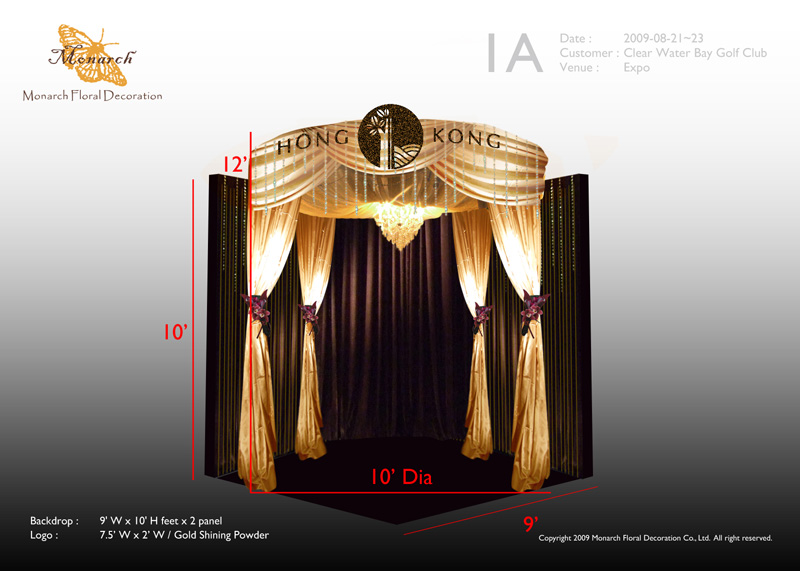 Monarch
Monarch Floral Decoration
1A
Date : 2009-08-21~23
Customer : Clear Water Bay Golf Club
Venue : Expo
HONG KONG
12'
10'
10' Dia
9'
Backdrop : 9' W x 10' H feet x 2 panel
Logo : 7.5' W x 2' W / Gold Shining Powder
Copyright 2009 Monarch Floral Decoration Co., Ltd. All right reserved.